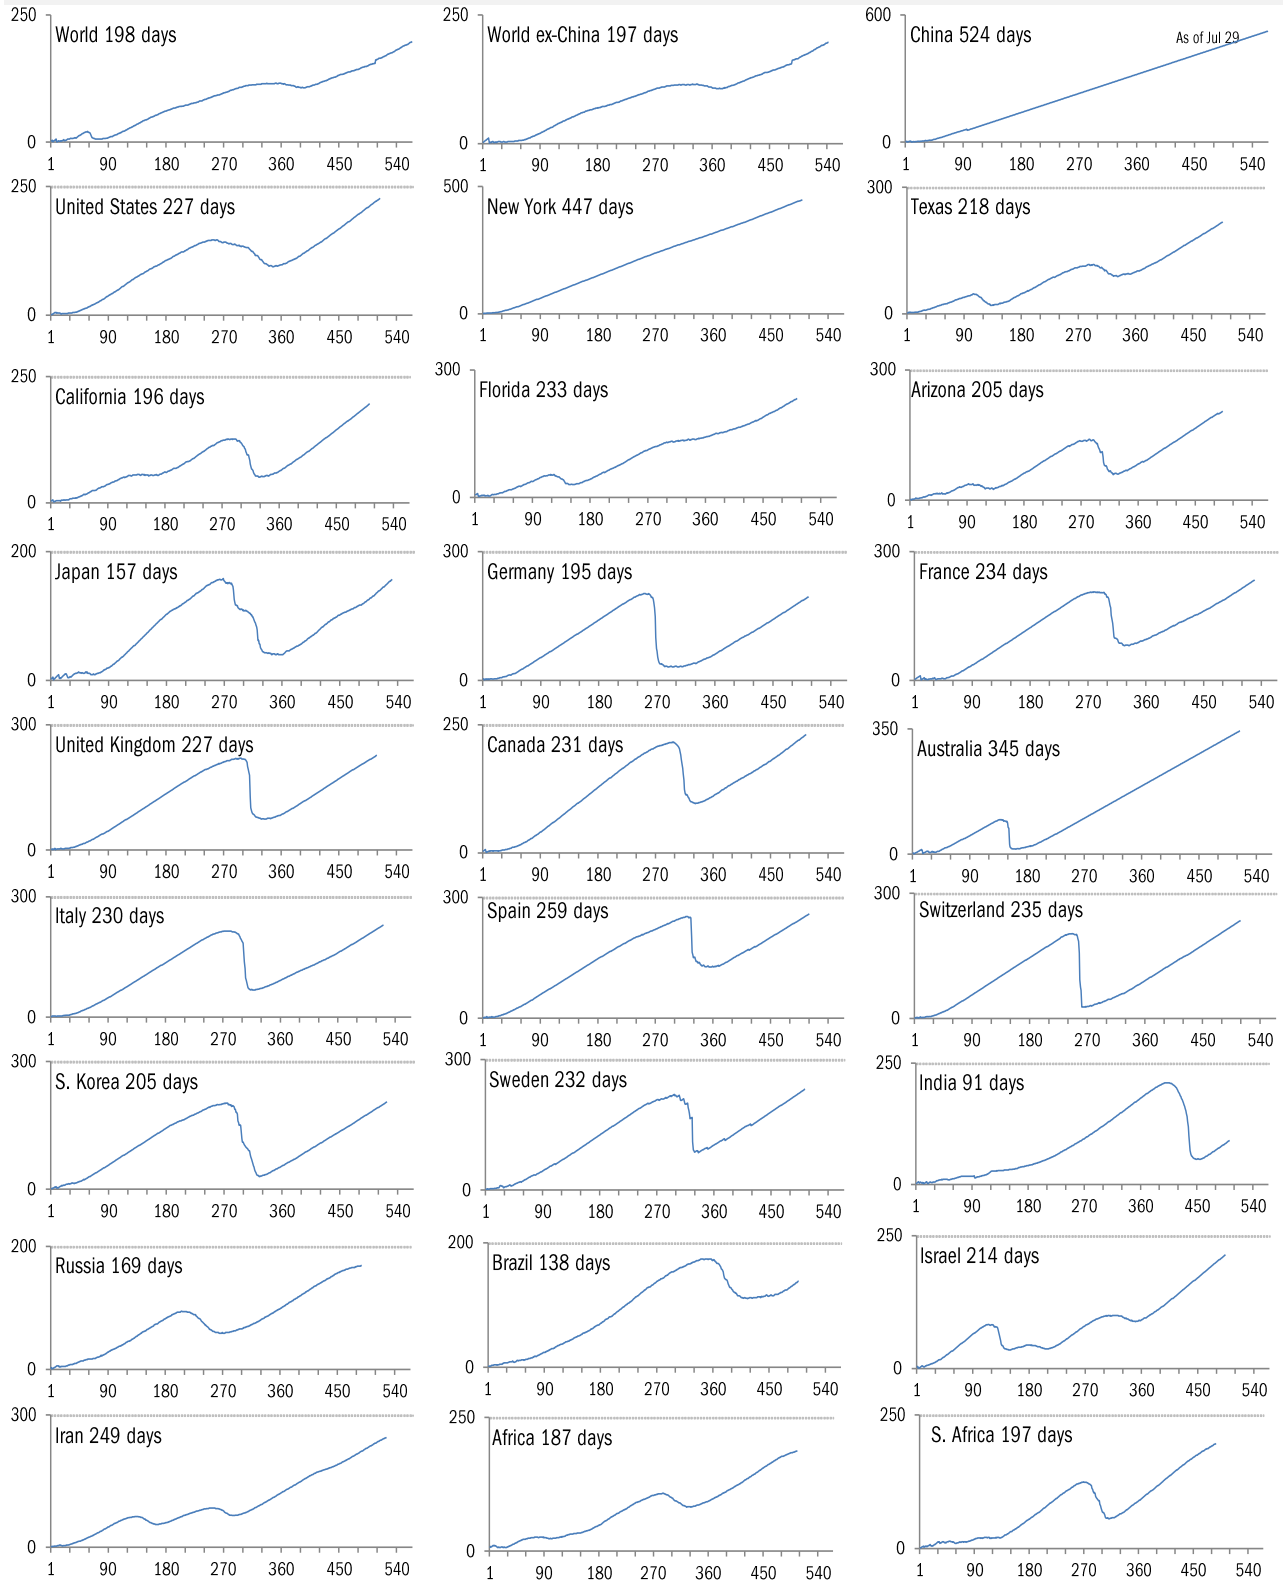 250
World 198 days
0
1 90 180 270 360 450 540
250
World ex-China 197 days
0
1 90 180 270 360 450 540
600
China 524 days
As of Jul 29
0
1 90 180 270 360 450 540
250
United States 227 days
0
1 90 180 270 360 450 540
500
New York 447 days
0
1 90 180 270 360 450 540
300
Texas 218 days
0
1 90 180 270 360 450 540
250
California 196 days
0
1 90 180 270 360 450 540
300
Florida 233 days
0
1 90 180 270 360 450 540
300
Arizona 205 days
0
1 90 180 270 360 450 540
200
Japan 157 days
0
1 90 180 270 360 450 540
300
Germany 195 days
0
1 90 180 270 360 450 540
300
France 234 days
0
1 90 180 270 360 450 540
300
United Kingdom 227 days
0
1 90 180 270 360 450 540
250
Canada 231 days
0
1 90 180 270 360 450 540
350
Australia 345 days
0
1 90 180 270 360 450 540
300
Italy 230 days
0
1 90 180 270 360 450 540
300
Spain 259 days
0
1 90 180 270 360 450 540
300
Switzerland 235 days
0
1 90 180 270 360 450 540
300
S. Korea 205 days
0
1 90 180 270 360 450 540
300
Sweden 232 days
0
1 90 180 270 360 450 540
250
India 91 days
0
1 90 180 270 360 450 540
200
Russia 169 days
0
1 90 180 270 360 450 540
200
Brazil 138 days
0
1 90 180 270 360 450 540
250
Israel 214 days
0
1 90 180 270 360 450 540
300
Iran 249 days
0
1 90 180 270 360 450 540
250
Africa 187 days
0
1 90 180 270 360 450 540
250
S. Africa 197 days
0
1 90 180 270 360 450 540